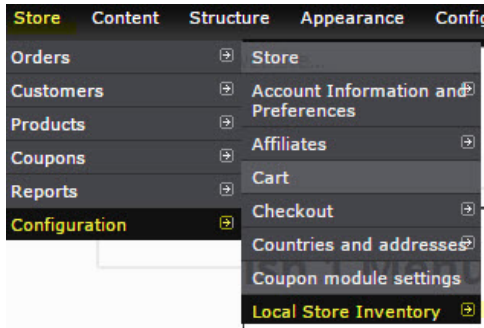 Store Content Structure Appearance Config
Orders
Customers
Products
Coupons
Reports
Configuration
Store
Account Information and
Preferences
Affiliates
Cart
Checkout
Countries and addresses
Coupon module settings
Local Store Inventory